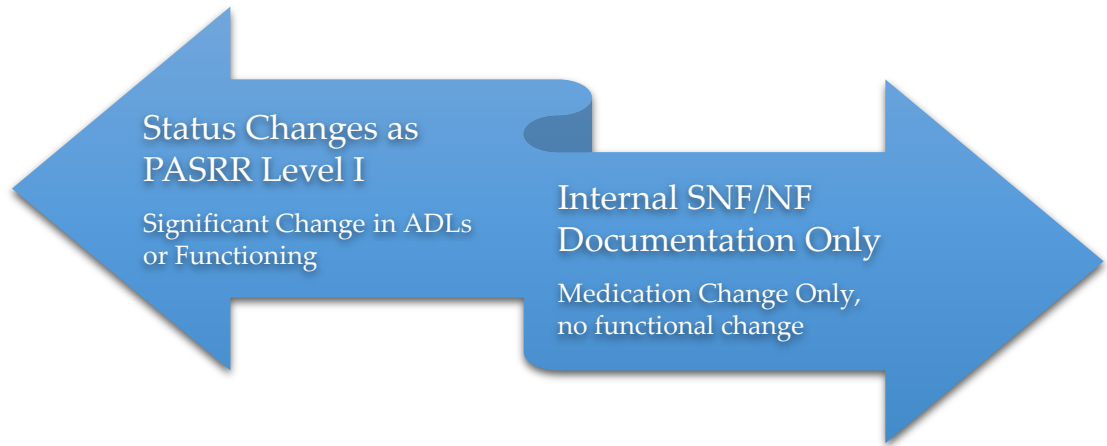 Status Changes as
PASRR Level I
Significant Change in ADLs
or Functioning
Internal SNF/NF
Documentation Only
Medication Change Only,
no functional change